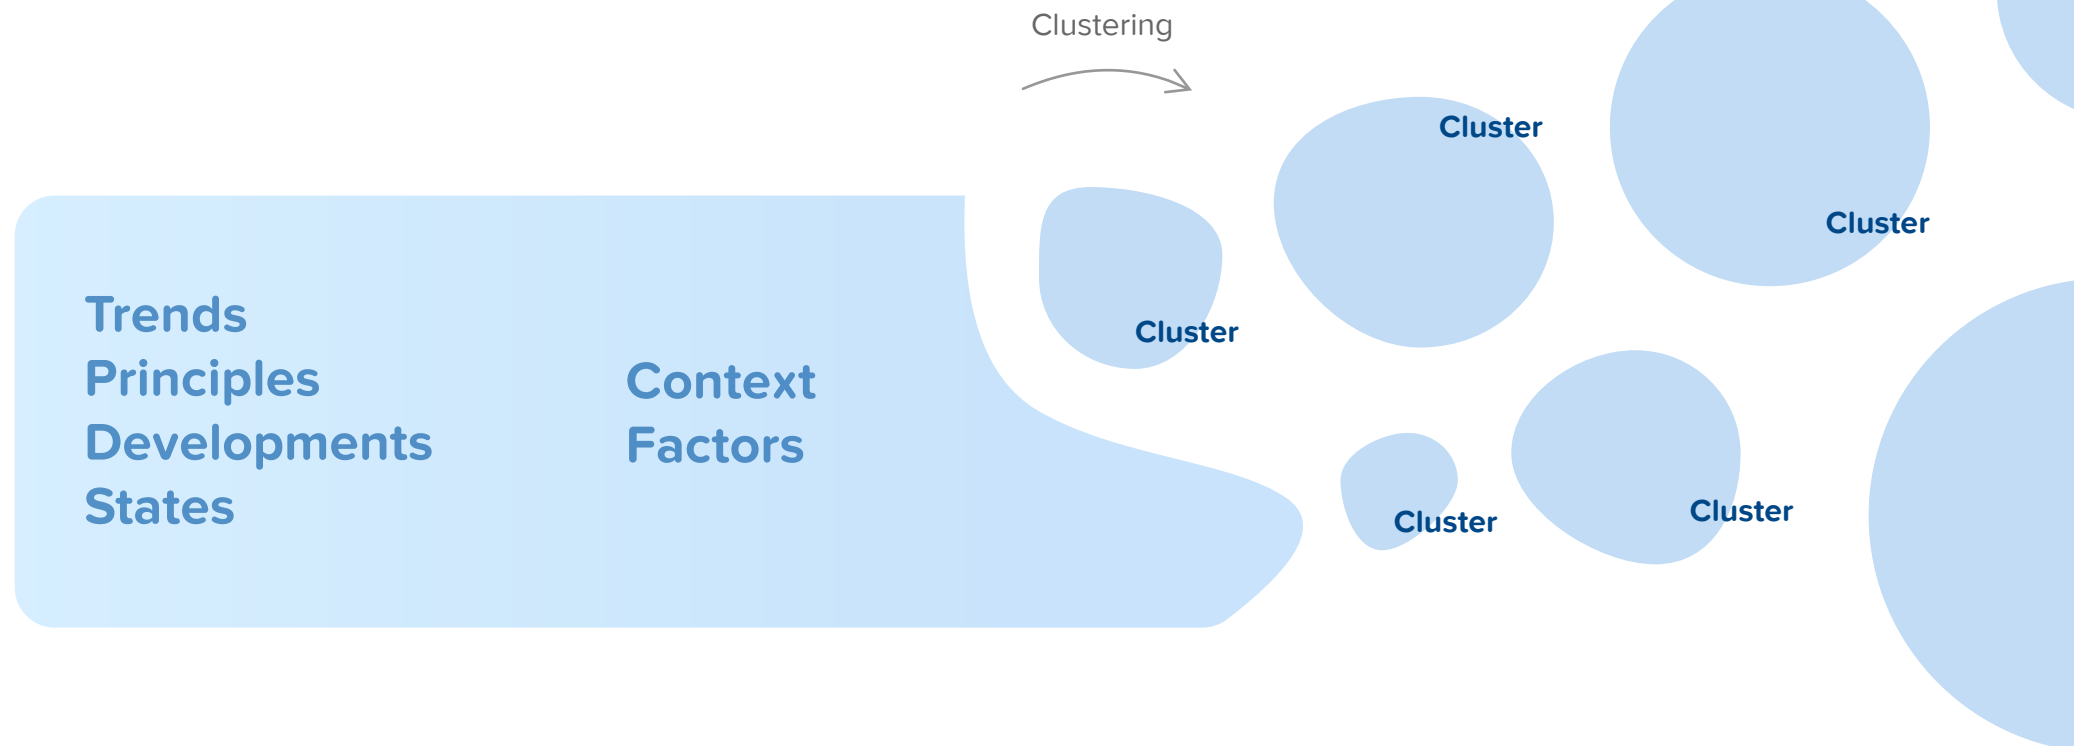 Clustering
Trends
Principles
Developments
States
Context
Factors
Cluster
Cluster
Cluster
Cluster
Cluster